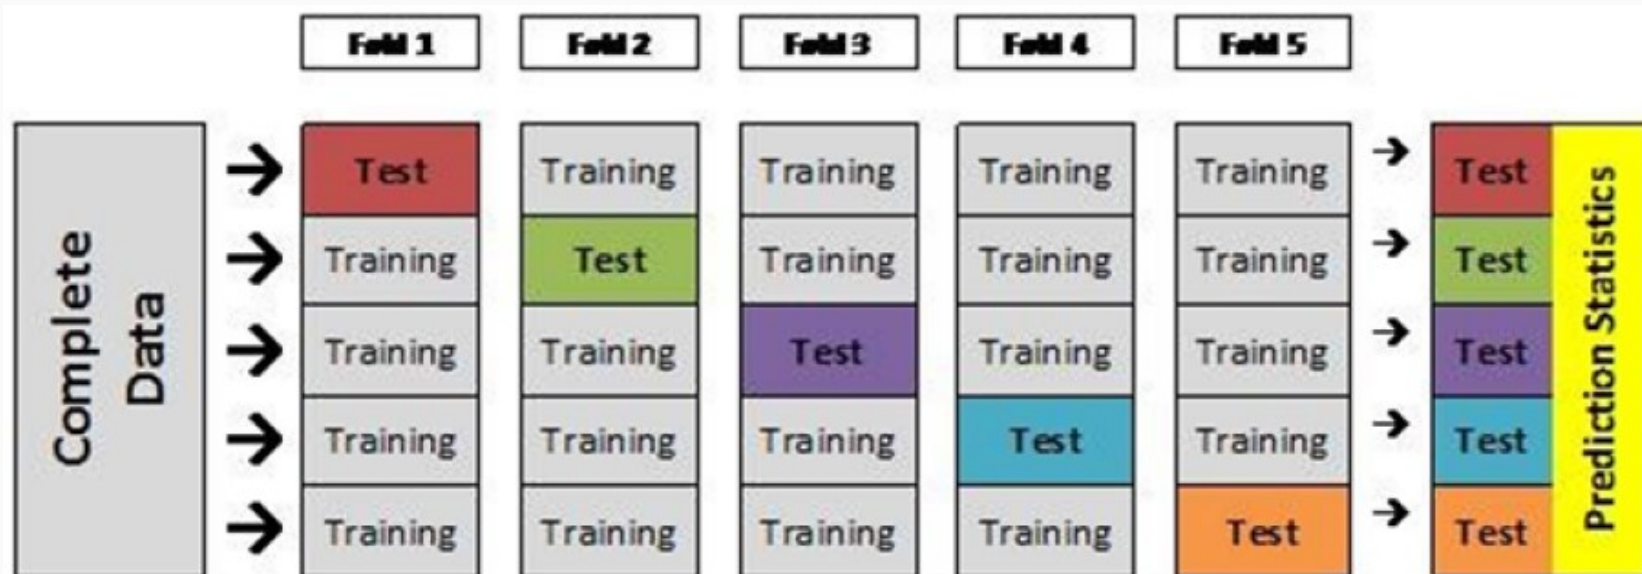 Fold 1 Fold 2 Fold 3 Fold 4 Fold 5
Complete
Data
Test Training Training Training Training Test
Training Test Training Training Training Test
Training Training Test Training Training Test
Training Training Training Test Training Test
Training Training Training Training Test Test
Prediction Statistics